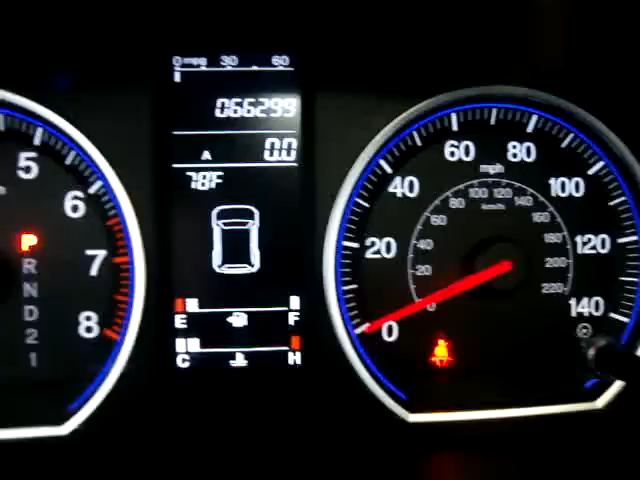 0 mpg 30 60
066299
A 0.0
78F
E F
C H
5
6
7
8
P
R
N
D
2
1
0 20 40 60 80 100 120 140
mph
0 20 40 60 80 100 120 140 160 180 200 220
km/h